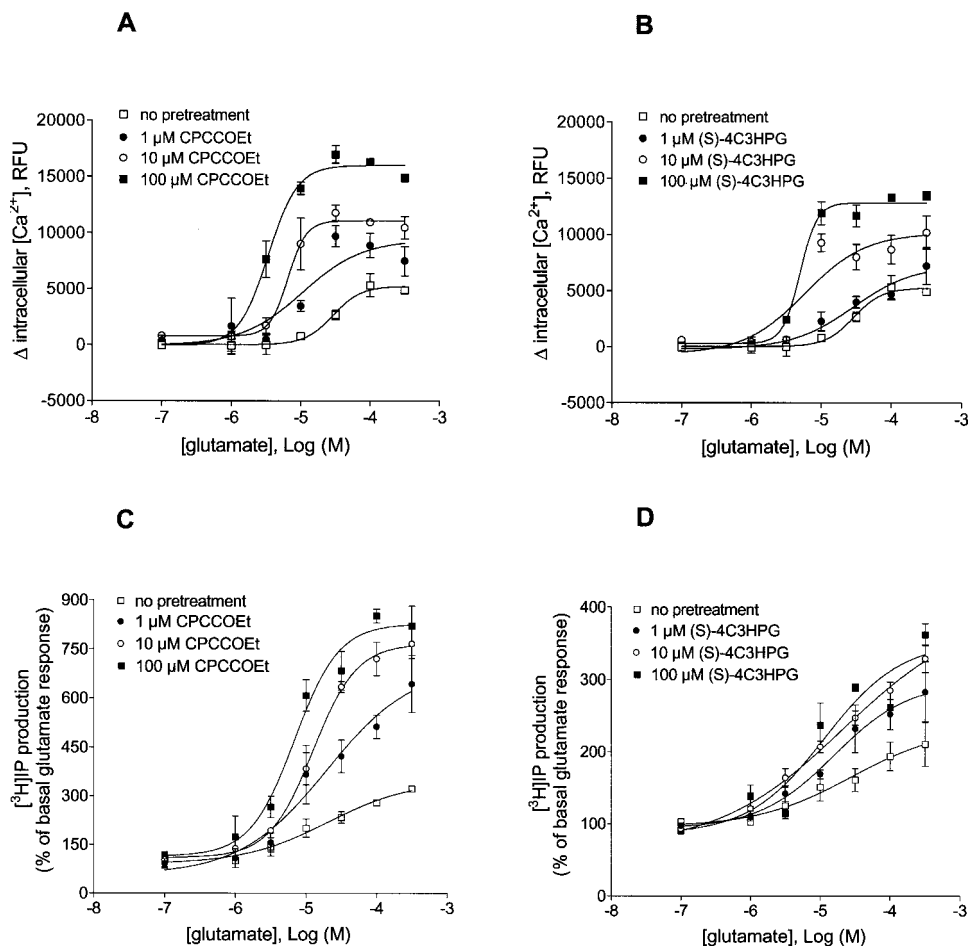 A
□ no pretreatment
● 1 µM CPCCOEt
○ 10 µM CPCCOEt
■ 100 µM CPCCOEt
Δ intracellular [Ca²⁺], RFU
20000
15000
10000
5000
0
-5000
-8 -7 -6 -5 -4 -3
[glutamate], Log (M)
B
□ no pretreatment
● 1 µM (S)-4C3HPG
○ 10 µM (S)-4C3HPG
■ 100 µM (S)-4C3HPG
Δ intracellular [Ca²⁺], RFU
20000
15000
10000
5000
0
-5000
-8 -7 -6 -5 -4 -3
[glutamate], Log (M)
C
□ no pretreatment
● 1 µM CPCCOEt
○ 10 µM CPCCOEt
■ 100 µM CPCCOEt
[³H]IP production
(% of basal glutamate response)
900
750
600
450
300
150
0
-8 -7 -6 -5 -4 -3
[glutamate], Log (M)
D
□ no pretreatment
● 1 µM (S)-4C3HPG
○ 10 µM (S)-4C3HPG
■ 100 µM (S)-4C3HPG
[³H]IP production
(% of basal glutamate response)
400
300
200
100
0
-8 -7 -6 -5 -4 -3
[glutamate], Log (M)